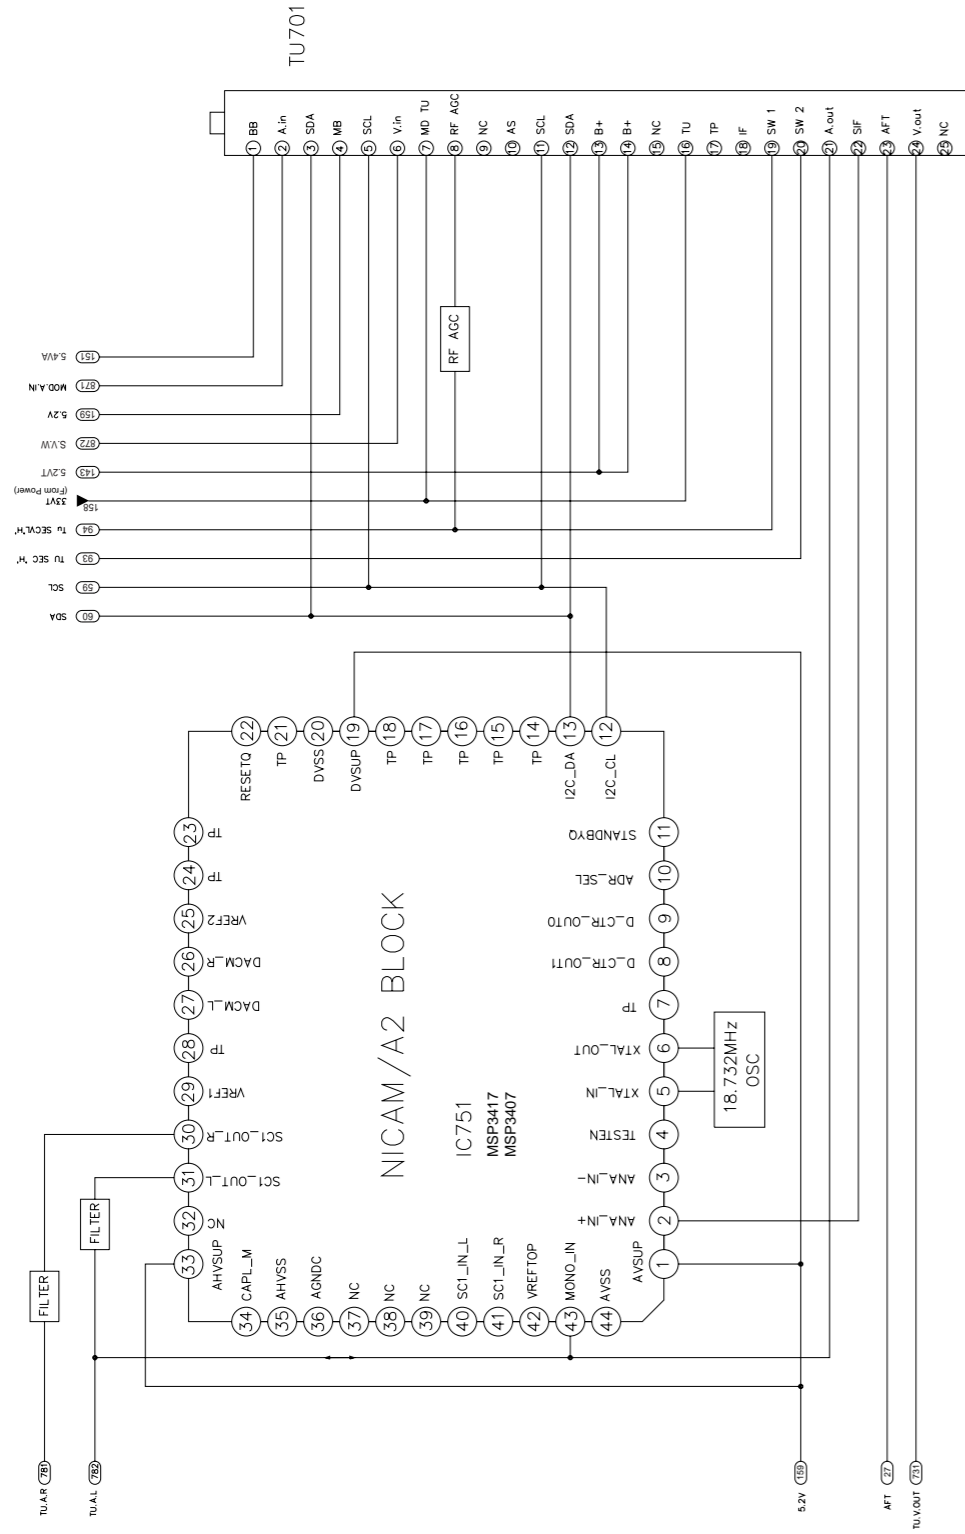 TU701
1 BB
2 A.in
3 SDA
4 MB
5 SCL
6 V.in
7 MD TU
8 RF AGC
9 NC
10 AS
11 SCL
12 SDA
13 B+
14 B+
15 NC
16 TU
17 TP
18 IF
19 SW 1
20 SW 2
21 A.out
22 SIF
23 AFT
24 V.out
25 NC
RF AGC
5.4VA 151
MOD.A.IN 871
5.2V 159
S.V.W 872
5.2VT 143
33VT 158
(From Power)
Tu SECVL"H" 94
TU SEC "H" 93
SCL 59
SDA 60
22 RESETQ
21 TP
20 DVSS
19 DVSUP
18 TP
17 TP
16 TP
15 TP
14 TP
13 I2C_DA
12 I2C_CL
23 TP
24 TP
25 VREF2
26 DACM_R
27 DACM_L
28 TP
29 VREF1
30 SC1_OUT_R
31 SC1_OUT_L
32 NC
33 AHVSUP
11 STANDBYQ
10 ADR_SEL
9 D_CTR_OUT0
8 D_CTR_OUT1
7 TP
6 XTAL_OUT
5 XTAL_IN
4 TESTEN
3 ANA_IN-
2 ANA_IN+
1 AVSUP
NICAM/A2 BLOCK
IC751
MSP3417
MSP3407
18.732MHz
OSC
34 CAPL_M
35 AHVSS
36 AGNDC
37 NC
38 NC
39 NC
40 SC1_IN_L
41 SC1_IN_R
42 VREFTOP
43 MONO_IN
44 AVSS
FILTER
FILTER
TU.A.R 781
TU.A.L 782
5.2V 159
AFT 27
TU.V.OUT 731